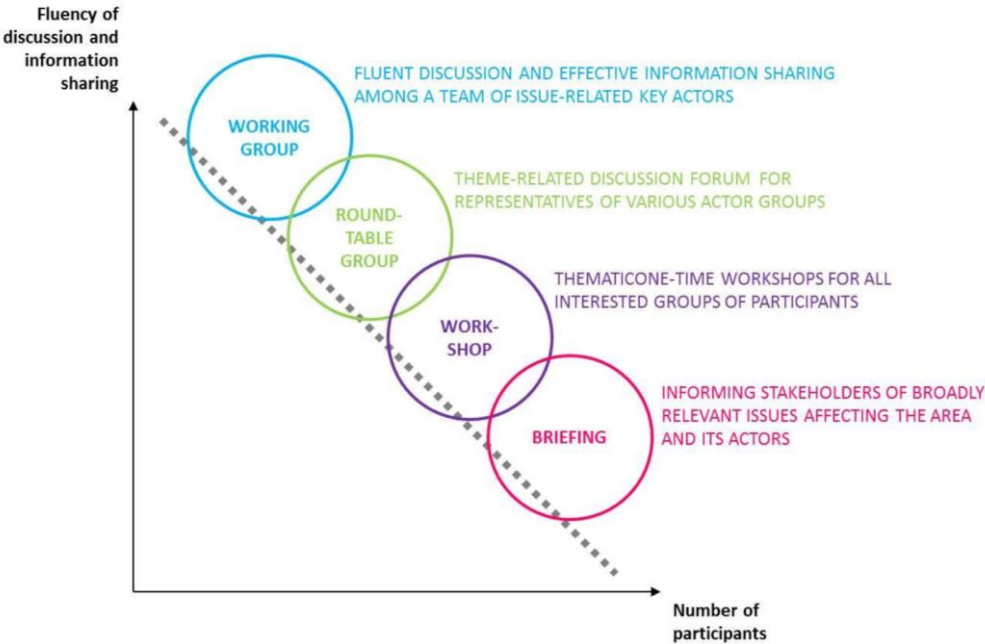 Fluency of
discussion and
information
sharing
FLUENT DISCUSSION AND EFFECTIVE INFORMATION SHARING
AMONG A TEAM OF ISSUE-RELATED KEY ACTORS
WORKING
GROUP
THEME-RELATED DISCUSSION FORUM FOR
REPRESENTATIVES OF VARIOUS ACTOR GROUPS
ROUND-
TABLE
GROUP
THEMATICONE-TIME WORKSHOPS FOR ALL
INTERESTED GROUPS OF PARTICIPANTS
WORK-
SHOP
INFORMING STAKEHOLDERS OF BROADLY
RELEVANT ISSUES AFFECTING THE AREA
AND ITS ACTORS
BRIEFING
Number of
participants